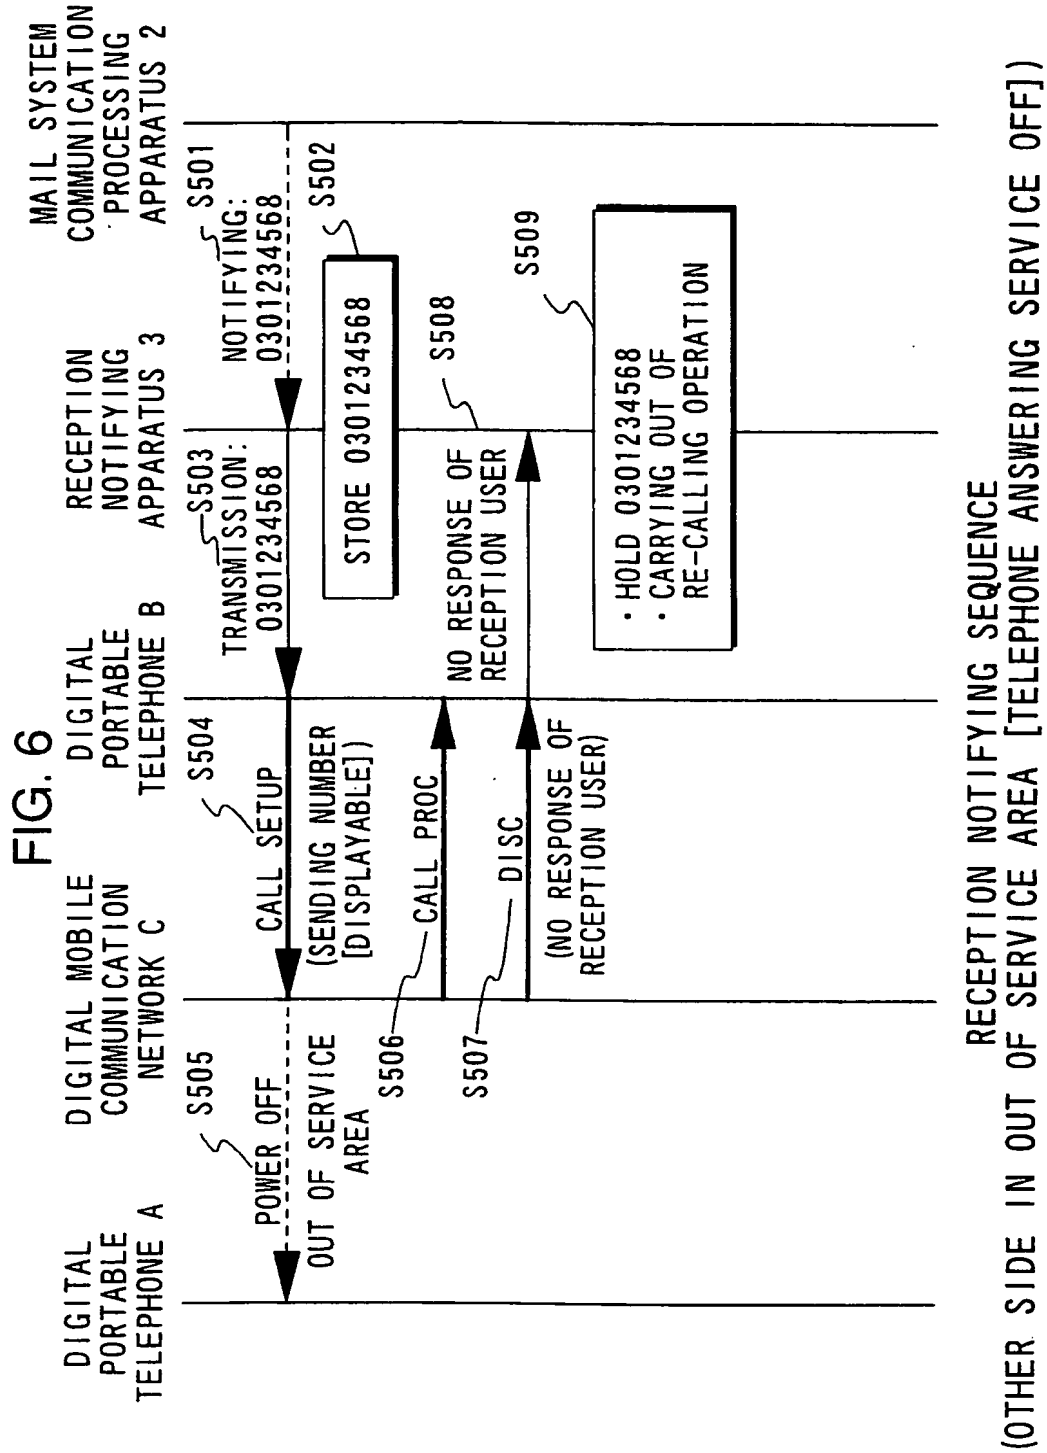 FIG. 6
DIGITAL
PORTABLE
TELEPHONE A
DIGITAL MOBILE
COMMUNICATION
NETWORK C
DIGITAL
PORTABLE
TELEPHONE B
RECEPTION
NOTIFYING
APPARATUS 3
MAIL SYSTEM
COMMUNICATION
PROCESSING
APPARATUS 2
S505
POWER OFF
OUT OF SERVICE
AREA
S504
CALL SETUP
(SENDING NUMBER
[DISPLAYABLE])
S503
TRANSMISSION:
0301234568
S501
NOTIFYING:
0301234568
S502
STORE 0301234568
S506
CALL PROC
S507
DISC
(NO RESPONSE OF
RECEPTION USER)
NO RESPONSE OF
RECEPTION USER
S508
S509
· HOLD 0301234568
· CARRYING OUT OF
RE-CALLING OPERATION
RECEPTION NOTIFYING SEQUENCE
(OTHER SIDE IN OUT OF SERVICE AREA [TELEPHONE ANSWERING SERVICE OFF])